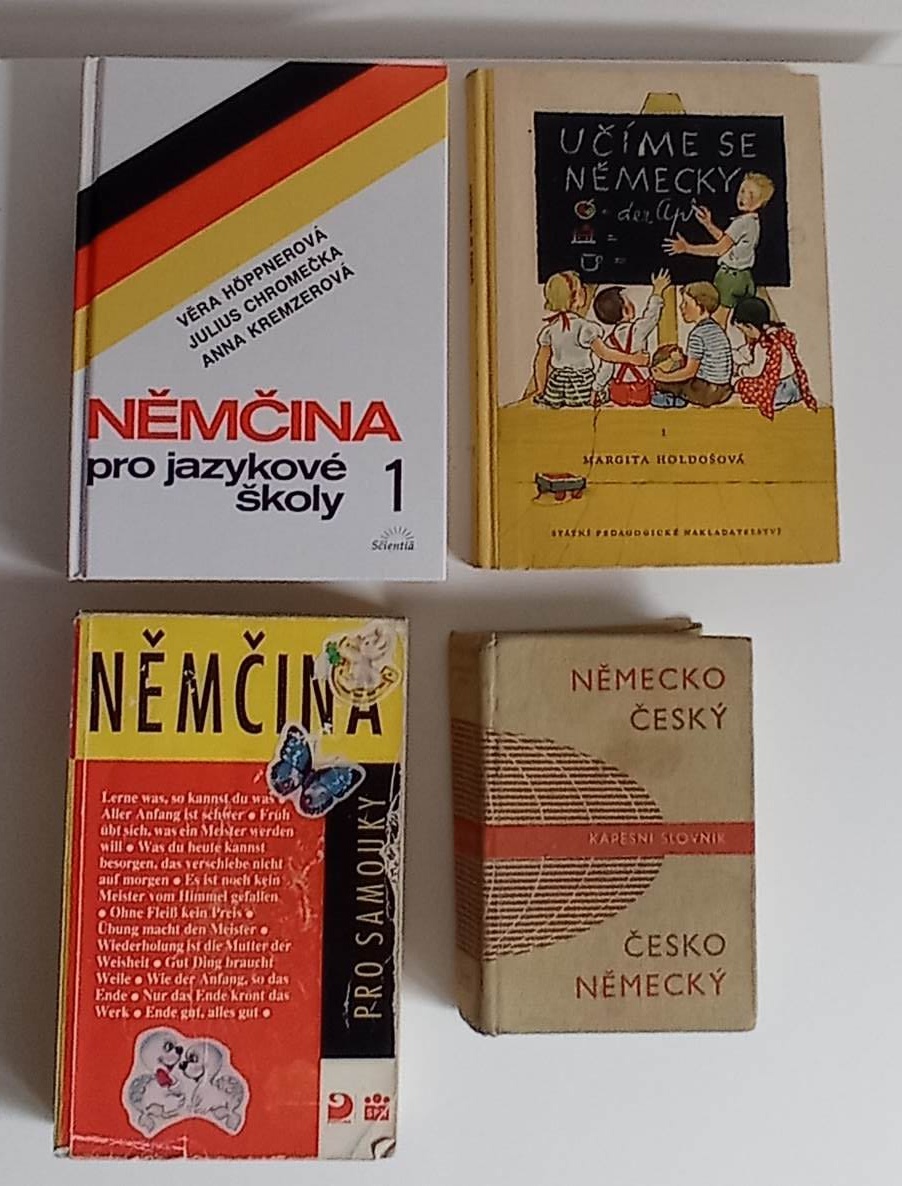 VĚRA HÖPPNEROVÁ
JULIUS CHROMEČKA
ANNA KREMZEROVÁ
NĚMČINA
pro jazykové
školy 1
Scientia
UČÍME SE
NĚMECKY
= der Apf
=
=
1
MARGITA HOLDOŠOVÁ
STÁTNÍ PEDAGOGICKÉ NAKLADATELSTVÍ
NĚMČINA
PRO SAMOUKY
Lerne was, so kannst du was
Aller Anfang ist schwer • Früh
übt sich, was ein Meister werden
will • Was du heute kannst
besorgen, das verschiebe nicht
auf morgen • Es ist noch kein
Meister vom Himmel gefallen
• Ohne Fleiß kein Preis •
Übung macht den Meister •
Wiederholung ist die Mutter der
Weisheit • Gut Ding braucht
Weile • Wie der Anfang, so das
Ende • Nur das Ende krönt das
Werk • Ende gut, alles gut •
SPN
NĚMECKO
ČESKÝ
KAPESNÍ SLOVNÍK
ČESKO
NĚMECKÝ